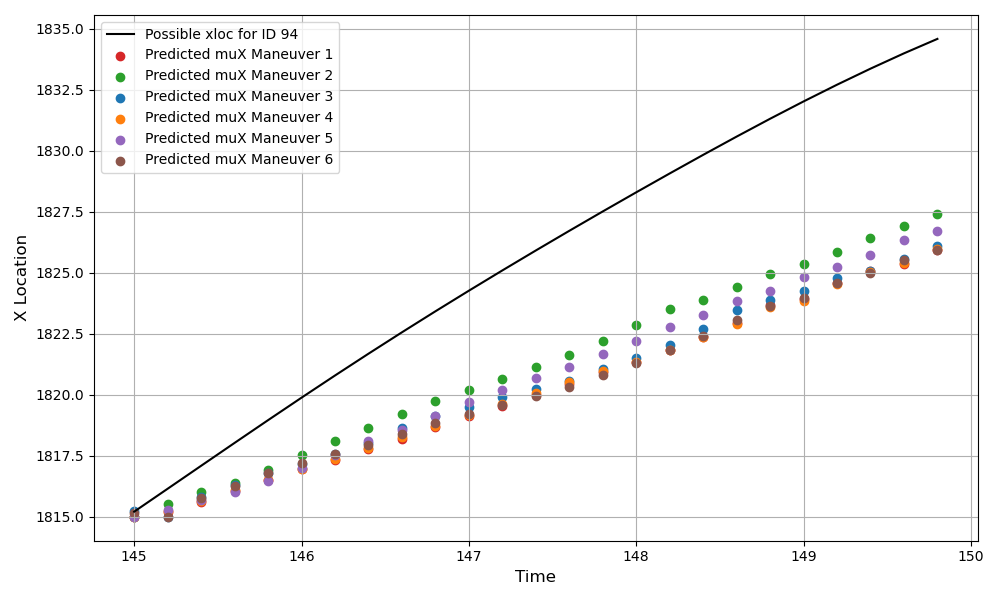 1835.0
1832.5
1830.0
1827.5
1825.0
1822.5
1820.0
1817.5
1815.0
X Location
Possible xloc for ID 94
Predicted muX Maneuver 1
Predicted muX Maneuver 2
Predicted muX Maneuver 3
Predicted muX Maneuver 4
Predicted muX Maneuver 5
Predicted muX Maneuver 6
145 146 147 148 149 150
Time